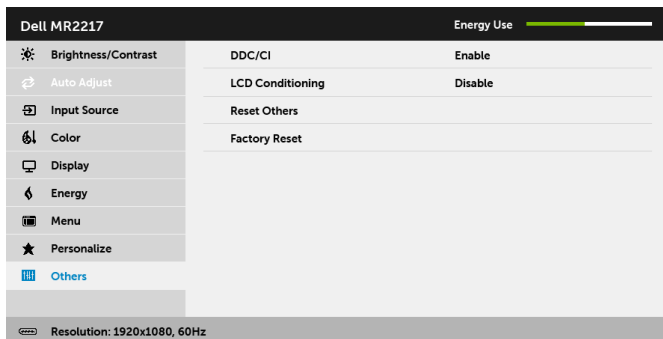 Dell MR2217 Energy Use
Brightness/Contrast DDC/CI Enable
Auto Adjust LCD Conditioning Disable
Input Source Reset Others
Color Factory Reset
Display
Energy
Menu
Personalize
Others
Resolution: 1920x1080, 60Hz